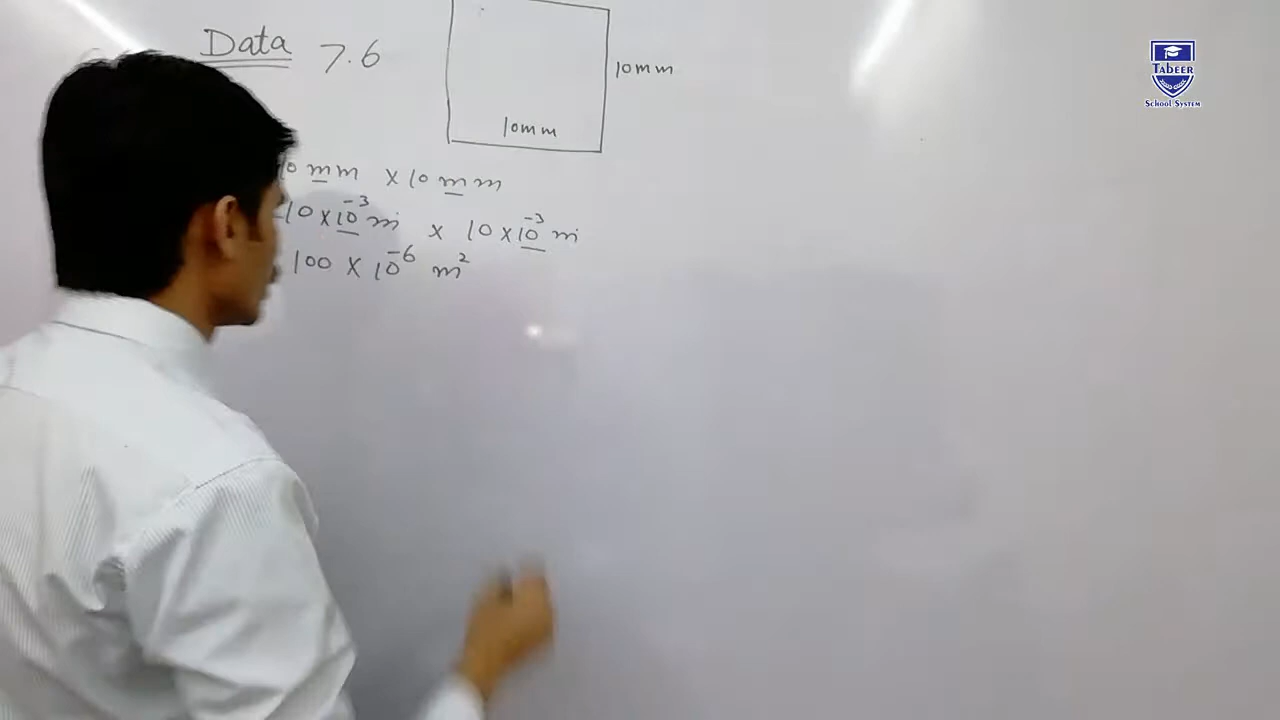 Data 7.6
10mm
10mm
10 mm x 10 mm
10 x 10⁻³ m x 10 x 10⁻³ m
100 x 10⁻⁶ m²
TABEER
SCHOOL SYSTEM